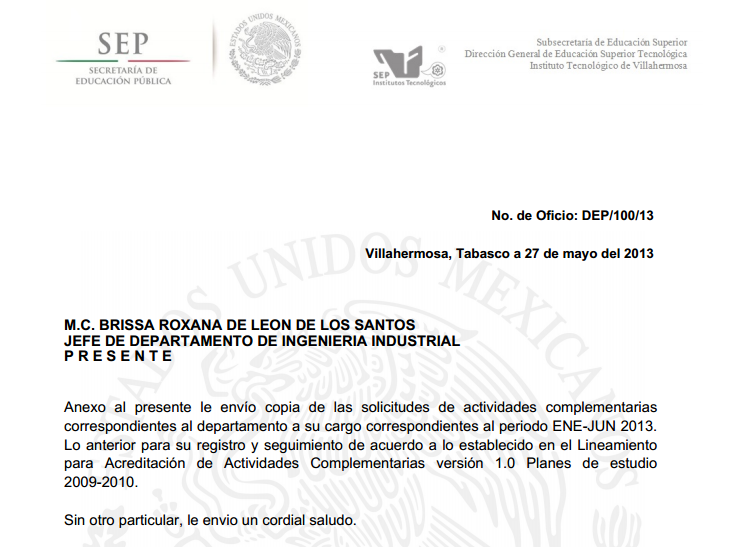 SEP
SECRETARÍA DE
EDUCACIÓN PÚBLICA
ESTADOS UNIDOS MEXICANOS
SEP
Institutos Tecnológicos
Subsecretaría de Educación Superior
Dirección General de Educación Superior Tecnológica
Instituto Tecnológico de Villahermosa
No. de Oficio: DEP/100/13
Villahermosa, Tabasco a 27 de mayo del 2013
M.C. BRISSA ROXANA DE LEON DE LOS SANTOS
JEFE DE DEPARTAMENTO DE INGENIERIA INDUSTRIAL
P R E S E N T E
Anexo al presente le envío copia de las solicitudes de actividades complementarias
correspondientes al departamento a su cargo correspondientes al periodo ENE-JUN 2013.
Lo anterior para su registro y seguimiento de acuerdo a lo establecido en el Lineamiento
para Acreditación de Actividades Complementarias versión 1.0 Planes de estudio
2009-2010.
Sin otro particular, le envio un cordial saludo.
ESTADOS UNIDOS MEXICANOS